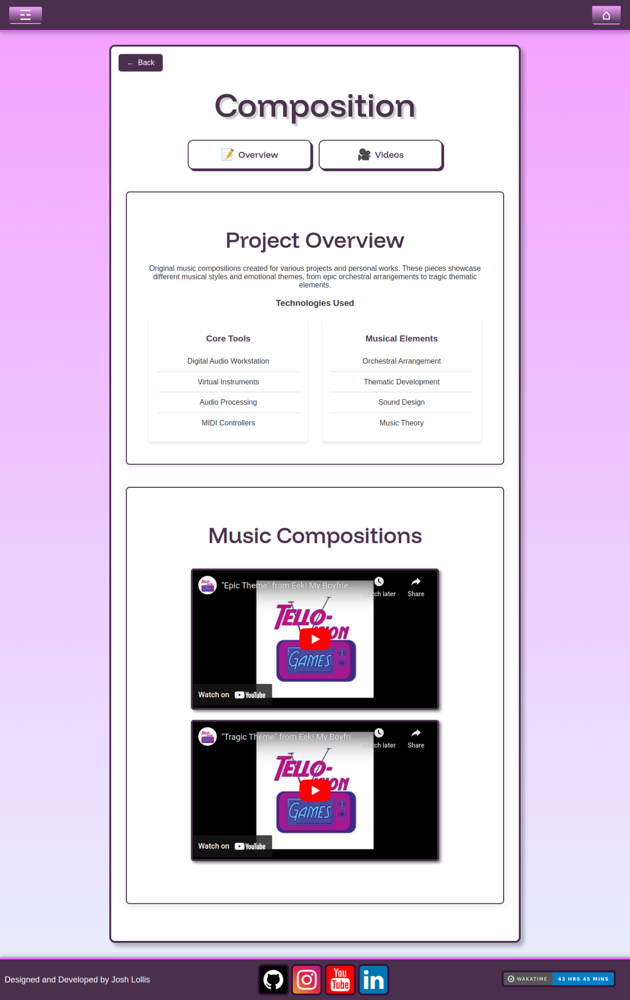 ← Back
Composition
📝 Overview
🎥 Videos
Project Overview
Original music compositions created for various projects and personal works. These pieces showcase
different musical styles and emotional themes, from epic orchestral arrangements to tragic thematic
elements.
Technologies Used
Core Tools
Digital Audio Workstation
Virtual Instruments
Audio Processing
MIDI Controllers
Musical Elements
Orchestral Arrangement
Thematic Development
Sound Design
Music Theory
Music Compositions
"Epic Theme" from Eek! My Boyfrie...
Watch later
Share
TELLO-
GAMES
Watch on YouTube
"Tragic Theme" from Eek! My Boyfri...
Watch later
Share
TELLO-
GAMES
Watch on YouTube
Designed and Developed by Josh Lollis
You
Tube
in
WAKATIME 43 HRS 45 MINS